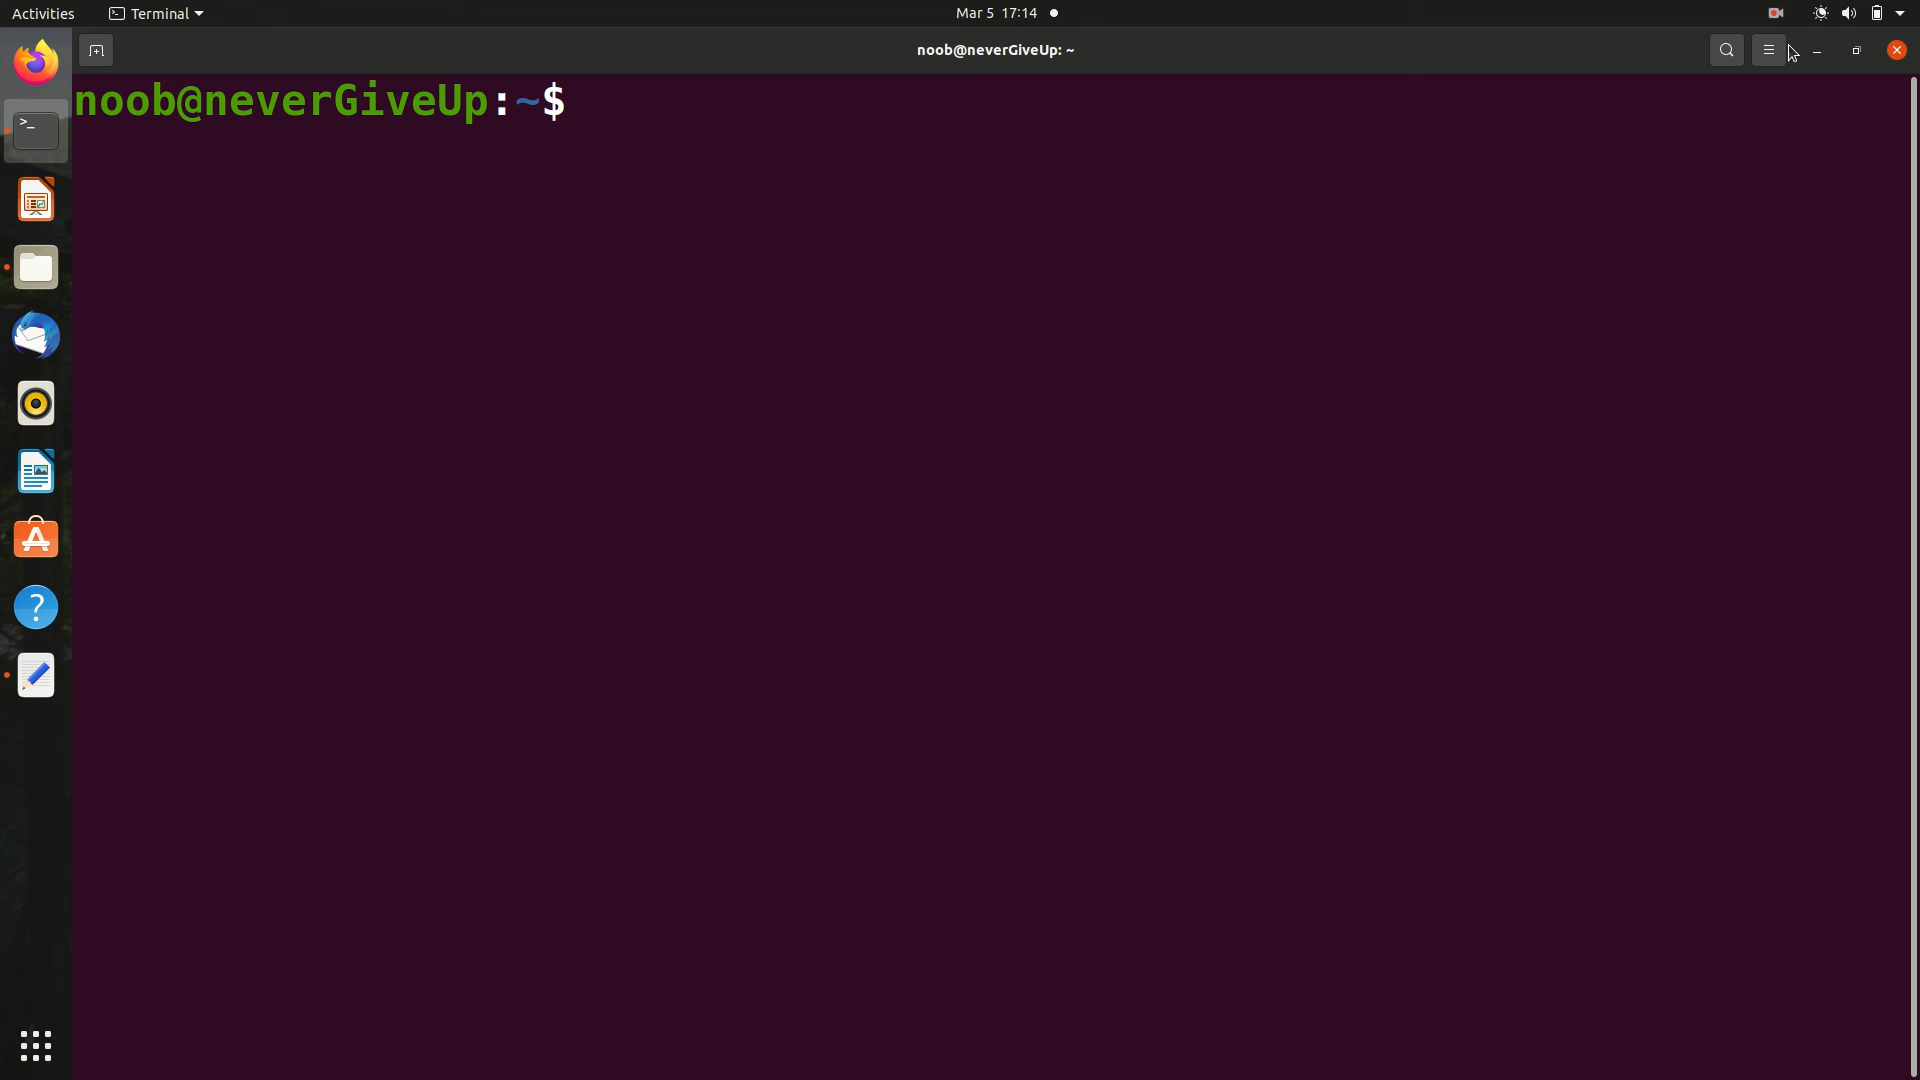 Activities
Terminal
Mar 5 17:14
noob@neverGiveUp: ~
noob@neverGiveUp:~$